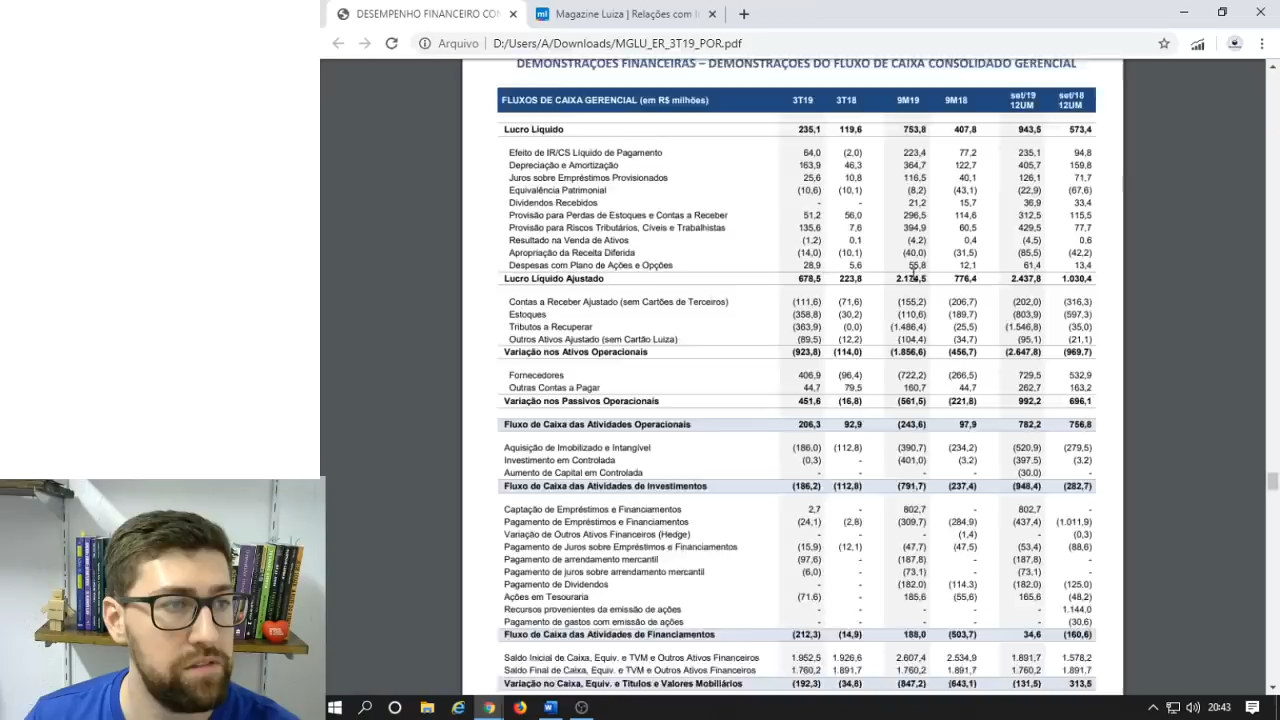 DESEMPENHO FINANCEIRO CON
Magazine Luiza | Relações com I
Arquivo | D:/Users/A/Downloads/MGLU_ER_3T19_POR.pdf
DEMONSTRAÇÕES FINANCEIRAS – DEMONSTRAÇÕES DO FLUXO DE CAIXA CONSOLIDADO GERENCIAL
set/19 set/18
FLUXOS DE CAIXA GERENCIAL (em R$ milhões) 3T19 3T18 9M19 9M18 12UM 12UM
Lucro Líquido 235,1 119,6 753,8 407,8 943,5 573,4
Efeito de IR/CS Líquido de Pagamento 64,0 (2,0) 223,4 77,2 235,1 94,8
Depreciação e Amortização 163,9 46,3 364,7 122,7 405,7 159,8
Juros sobre Empréstimos Provisionados 25,6 10,8 116,5 40,1 126,1 71,7
Equivalência Patrimonial (10,6) (10,1) (8,2) (43,1) (22,9) (67,6)
Dividendos Recebidos - - 21,2 15,7 36,9 33,4
Provisão para Perdas de Estoques e Contas a Receber 51,2 56,0 296,5 114,6 312,5 115,5
Provisão para Riscos Tributários, Cíveis e Trabalhistas 135,6 7,6 394,9 60,5 429,5 77,7
Resultado na Venda de Ativos (1,2) 0,1 (4,2) 0,4 (4,5) 0,6
Apropriação da Receita Diferida (14,0) (10,1) (40,0) (31,5) (85,5) (42,2)
Despesas com Plano de Ações e Opções 28,9 5,6 55,8 12,1 61,4 13,4
Lucro Líquido Ajustado 678,5 223,8 2.174,5 776,4 2.437,8 1.030,4
Contas a Receber Ajustado (sem Cartões de Terceiros) (111,6) (71,6) (155,2) (206,7) (202,0) (316,3)
Estoques (358,8) (30,2) (110,6) (189,7) (803,9) (597,3)
Tributos a Recuperar (363,9) (0,0) (1.486,4) (25,5) (1.546,8) (35,0)
Outros Ativos Ajustado (sem Cartão Luiza) (89,5) (12,2) (104,4) (34,7) (95,1) (21,1)
Variação nos Ativos Operacionais (923,8) (114,0) (1.856,6) (456,7) (2.647,8) (969,7)
Fornecedores 406,9 (96,4) (722,2) (266,5) 729,5 532,9
Outras Contas a Pagar 44,7 79,5 160,7 44,7 262,7 163,2
Variação nos Passivos Operacionais 451,6 (16,8) (561,5) (221,8) 992,2 696,1
Fluxo de Caixa das Atividades Operacionais 206,3 92,9 (243,6) 97,9 782,2 756,8
Aquisição de Imobilizado e Intangível (186,0) (112,8) (390,7) (234,2) (520,9) (279,5)
Investimento em Controlada (0,3) - (401,0) (3,2) (397,5) (3,2)
Aumento de Capital em Controlada - - - - (30,0) -
Fluxo de Caixa das Atividades de Investimentos (186,2) (112,8) (791,7) (237,4) (948,4) (282,7)
Captação de Empréstimos e Financiamentos 2,7 - 802,7 - 802,7 -
Pagamento de Empréstimos e Financiamentos (24,1) (2,8) (309,7) (284,9) (437,4) (1.011,9)
Variação de Outros Ativos Financeiros (Hedge) - - - (1,4) - (0,3)
Pagamento de Juros sobre Empréstimos e Financiamentos (15,9) (12,1) (47,7) (47,5) (53,4) (88,6)
Pagamento de arrendamento mercantil (97,6) - (187,8) - (187,8) -
Pagamento de juros sobre arrendamento mercantil (6,0) - (73,1) - (73,1) -
Pagamento de Dividendos - - (182,0) (114,3) (182,0) (125,0)
Ações em Tesouraria (71,6) - 185,6 (55,6) 165,6 (48,2)
Recursos provenientes da emissão de ações - - - - - 1.144,0
Pagamento de gastos com emissão de ações - - - - - (30,6)
Fluxo de Caixa das Atividades de Financiamentos (212,3) (14,9) 188,0 (503,7) 34,6 (160,6)
Saldo Inicial de Caixa, Equiv. e TVM e Outros Ativos Financeiros 1.952,5 1.926,6 2.607,4 2.534,9 1.891,7 1.578,2
Saldo Final de Caixa, Equiv. e TVM e Outros Ativos Financeiros 1.760,2 1.891,7 1.760,2 1.891,7 1.760,2 1.891,7
Variação no Caixa, Equiv. e Títulos e Valores Mobiliários (192,3) (34,8) (847,2) (643,1) (131,5) 313,5
20:43